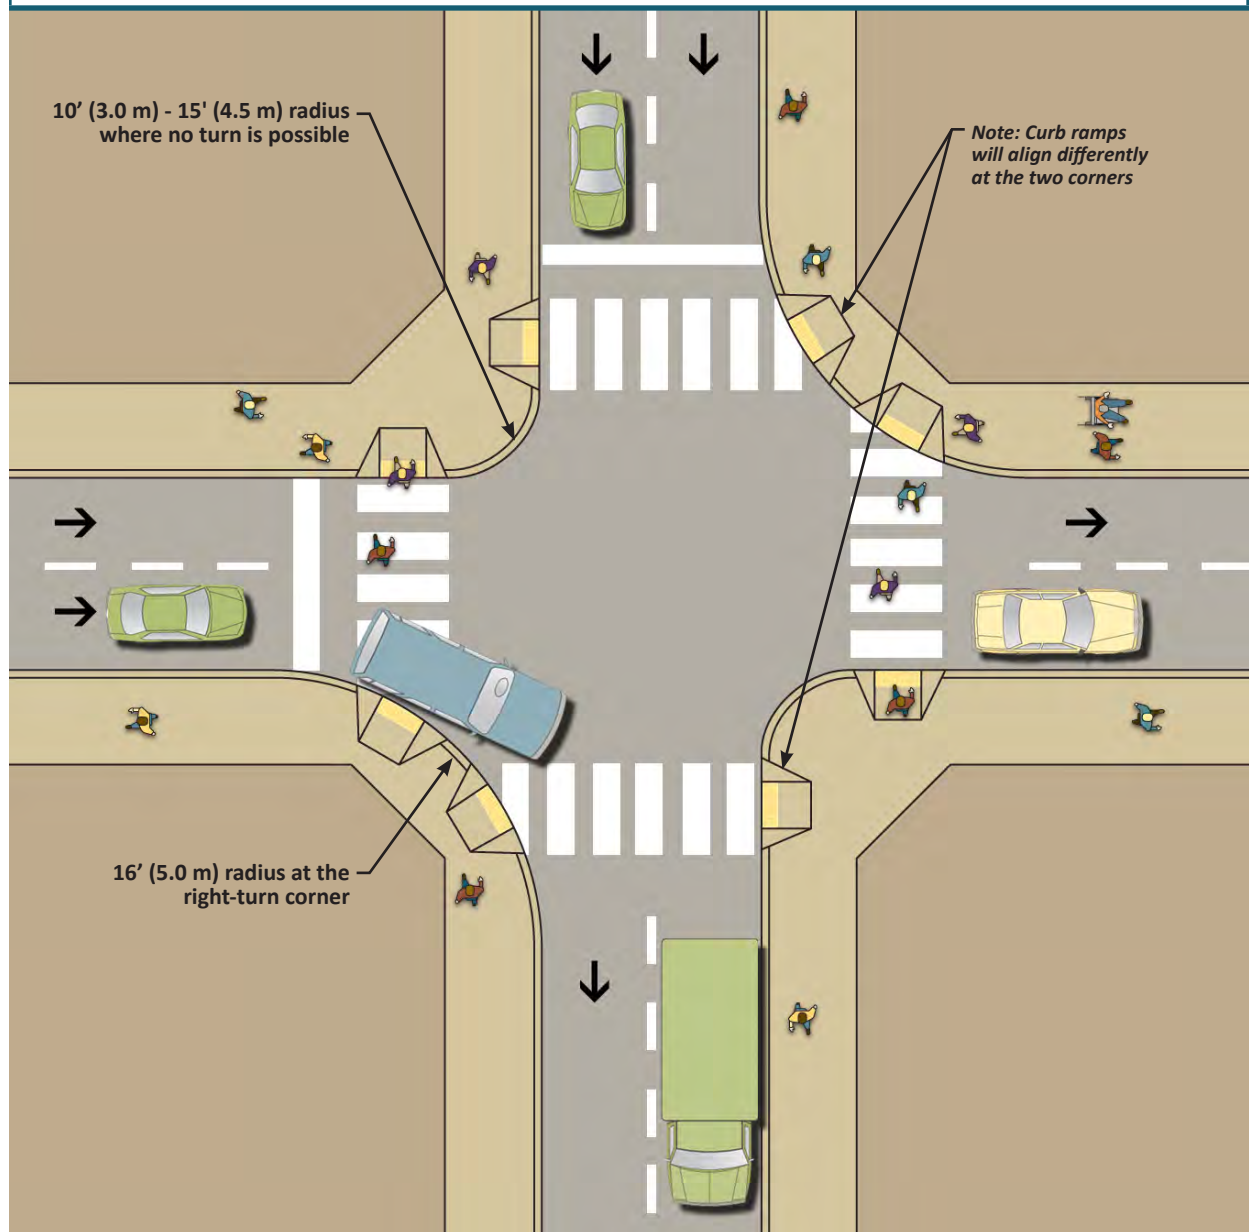 10’ (3.0 m) - 15' (4.5 m) radius
where no turn is possible
Note: Curb ramps
will align differently
at the two corners
16’ (5.0 m) radius at the
right-turn corner